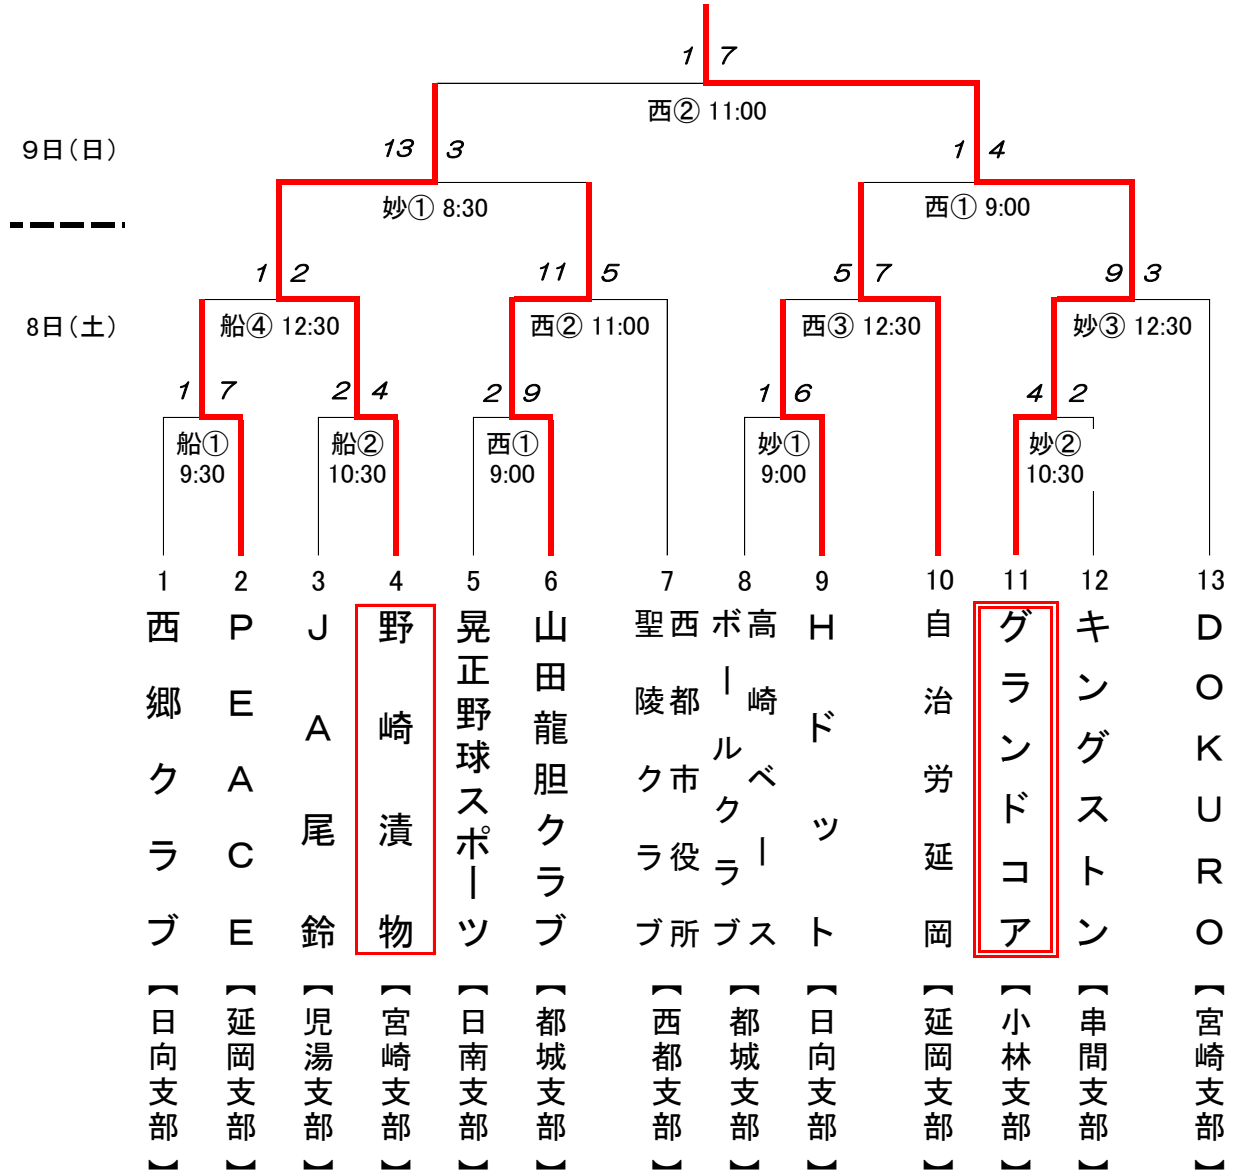 1 7
西② 11:00
9日(日)
13 3
1 4
妙① 8:30
西① 9:00
1 2
11 5
5 7
9 3
8日(土)
船④ 12:30
西② 11:00
西③ 12:30
妙③ 12:30
1 7
2 4
2 9
1 6
4 2
船①
9:30
船②
10:30
西①
9:00
妙①
9:00
妙②
10:30
1 2 3 4 5 6 7 8 9 10 11 12 13
西郷クラブ
【日向支部】
PEACE
【延岡支部】
JA尾鈴
【児湯支部】
野崎漬物
【宮崎支部】
晃正野球スポーツ
【日南支部】
山田龍胆クラブ
【都城支部】
西都市役所
聖陵クラブ
【西都支部】
高崎ベース
ボールクラブ
【都城支部】
Hドット
【日向支部】
自治労延岡
【延岡支部】
グランドコア
【小林支部】
キングストン
【串間支部】
DOKURO
【宮崎支部】